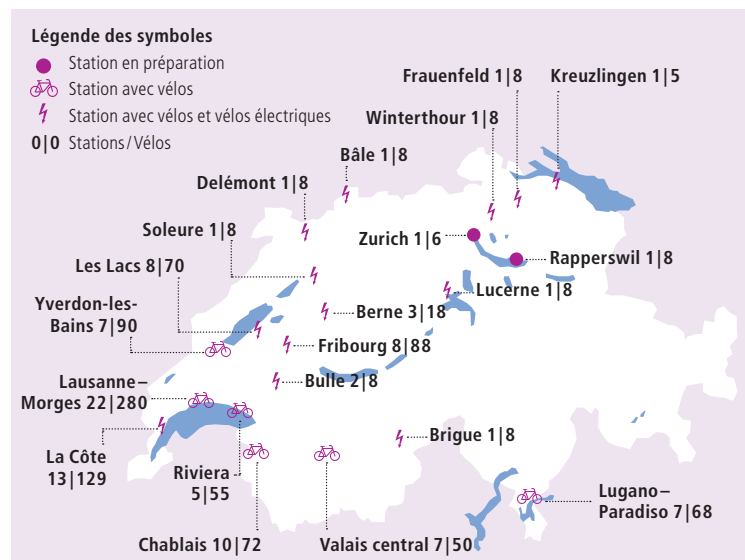 Légende des symboles
Station en préparation
Station avec vélos
Station avec vélos et vélos électriques
0|0 Stations/Vélos
Frauenfeld 1|8
Kreuzlingen 1|5
Winterthour 1|8
Bâle 1|8
Delémont 1|8
Soleure 1|8
Zurich 1|6
Rapperswil 1|8
Les Lacs 8|70
Lucerne 1|8
Yverdon-les-
Bains 7|90
Berne 3|18
Fribourg 8|88
Bulle 2|8
Lausanne–
Morges 22|280
Brigue 1|8
La Côte
13|129
Riviera
5|55
Lugano–
Paradiso 7|68
Chablais 10|72
Valais central 7|50